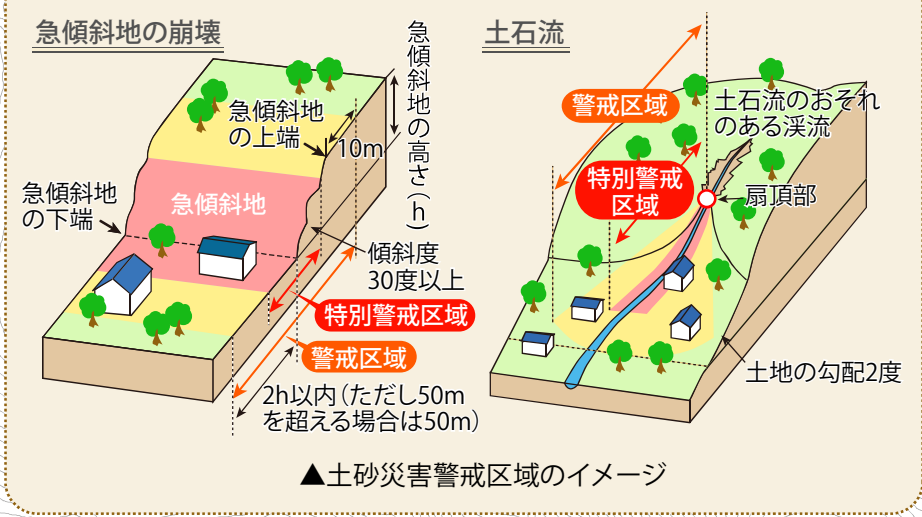 急傾斜地の崩壊
急傾斜地の高さ(h)
急傾斜地
の上端
10m
急傾斜地
急傾斜地
の下端
傾斜度
30度以上
特別警戒区域
警戒区域
2h以内(ただし50m
を超える場合は50m)
土石流
警戒区域
土石流のおそれ
のある渓流
特別警戒
区域
扇頂部
土地の勾配2度
▲土砂災害警戒区域のイメージ